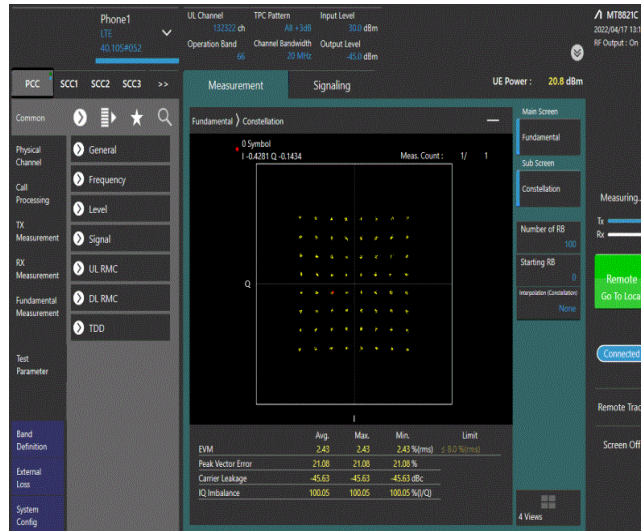 Phone1
LTE
40.105#052
UL Channel
132322 ch
TPC Pattern
Alt +3dB
Input Level
30.0 dBm
Operation Band
66
Channel Bandwidth
20 MHz
Output Level
-45.0 dBm
MT8821C
2022/04/17 13:1
RF Output : On
PCC SCC1 SCC2 SCC3 >>
Measurement
Signaling
UE Power : 20.8 dBm
Common
Physical
Channel
Call
Processing
TX
Measurement
RX
Measurement
Fundamental
Measurement
Test
Parameter
Band
Definition
External
Loss
System
Config
General
Frequency
Level
Signal
UL RMC
DL RMC
TDD
Fundamental ⟩ Constellation
0 Symbol
I -0.4281 Q -0.1434
Meas. Count : 1/ 1
Q
I
Avg. Max. Min. Limit
EVM 2.43 2.43 2.43 %(rms) ≤ 8.0 %(rms)
Peak Vector Error 21.08 21.08 21.08 %
Carrier Leakage -45.63 -45.63 -45.63 dBc
IQ Imbalance 100.05 100.05 100.05 %(I/Q)
Main Screen
Fundamental
Sub Screen
Constellation
Number of RB
100
Starting RB
0
Interpolation (Constellation)
None
4 Views
Measuring..
Tx
Rx
Remote
Go To Loca
Connected
Remote Trac
Screen Off